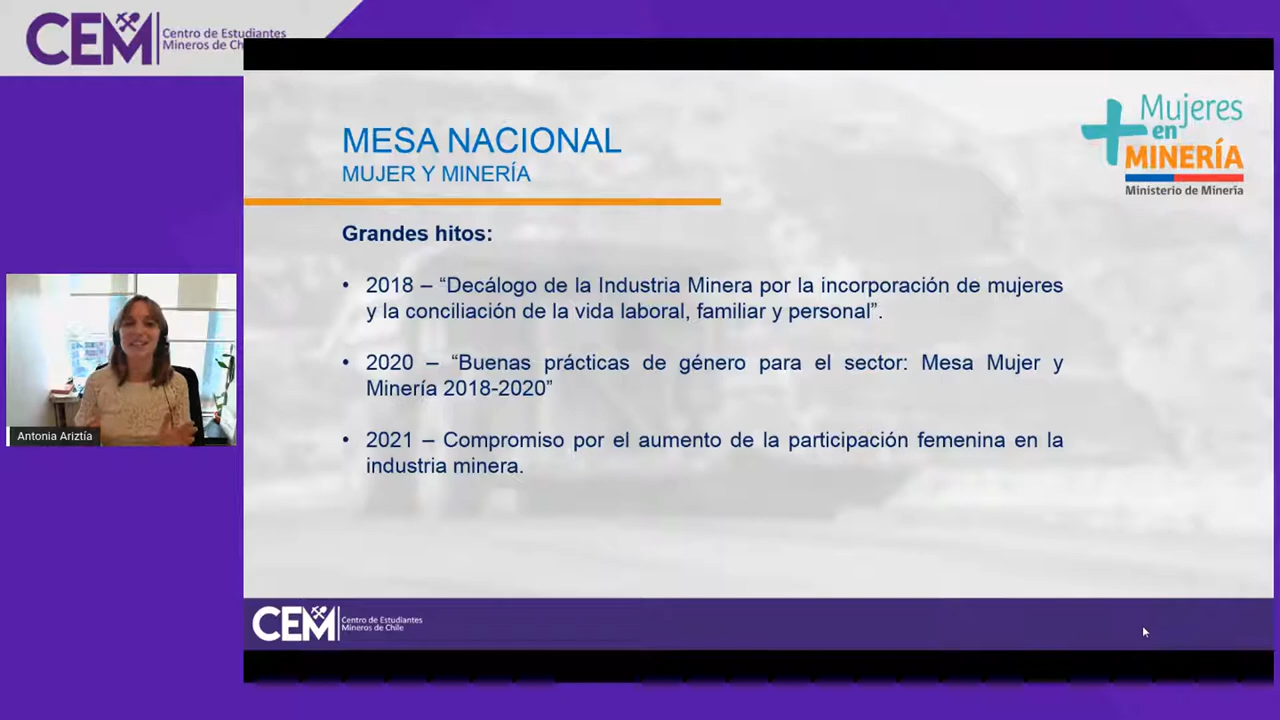 CEM
Centro de Estudiantes
Mineros de Ch
Mujeres
en
MINERÍA
Ministerio de Minería
MESA NACIONAL
MUJER Y MINERÍA
Grandes hitos:
• 2018 – “Decálogo de la Industria Minera por la incorporación de mujeres
y la conciliación de la vida laboral, familiar y personal”.
• 2020 – “Buenas prácticas de género para el sector: Mesa Mujer y
Minería 2018-2020”
• 2021 – Compromiso por el aumento de la participación femenina en la
industria minera.
Antonia Ariztía
CEM
Centro de Estudiantes
Mineros de Chile